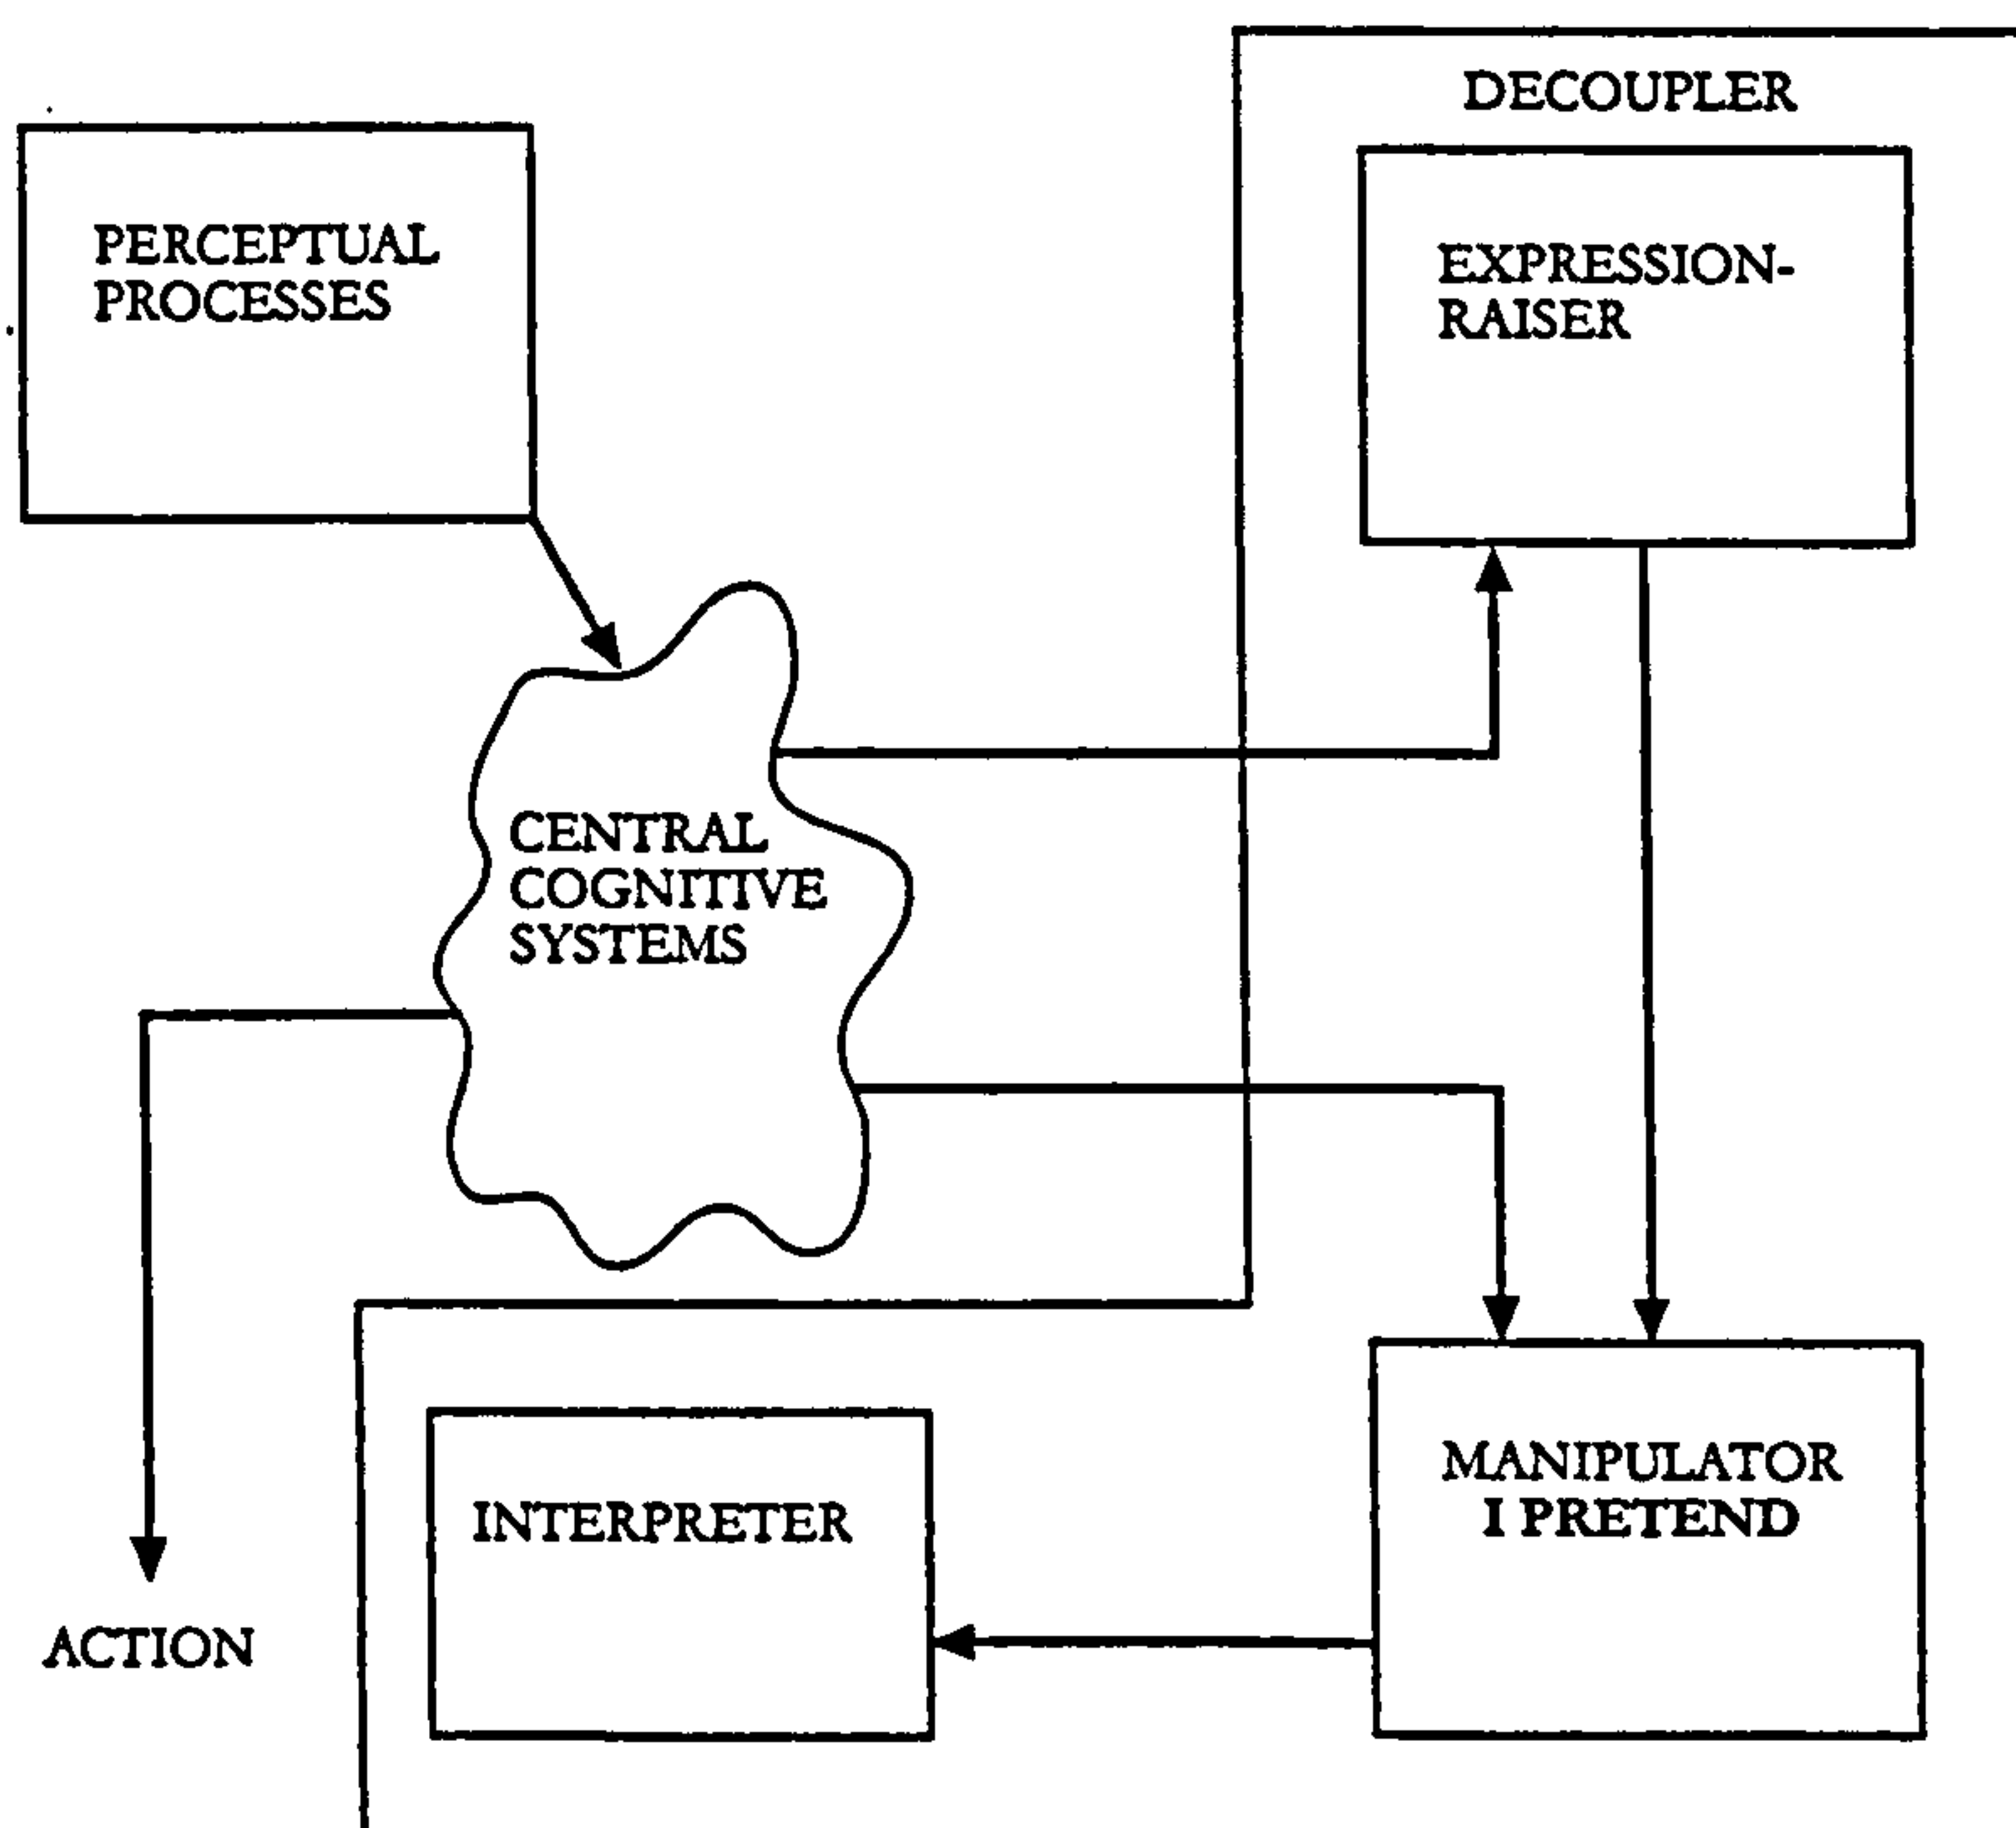 DECOUPLER
PERCEPTUAL
PROCESSES
EXPRESSION-
RAISER
CENTRAL
COGNITIVE
SYSTEMS
MANIPULATOR
I PRETEND
INTERPRETER
ACTION